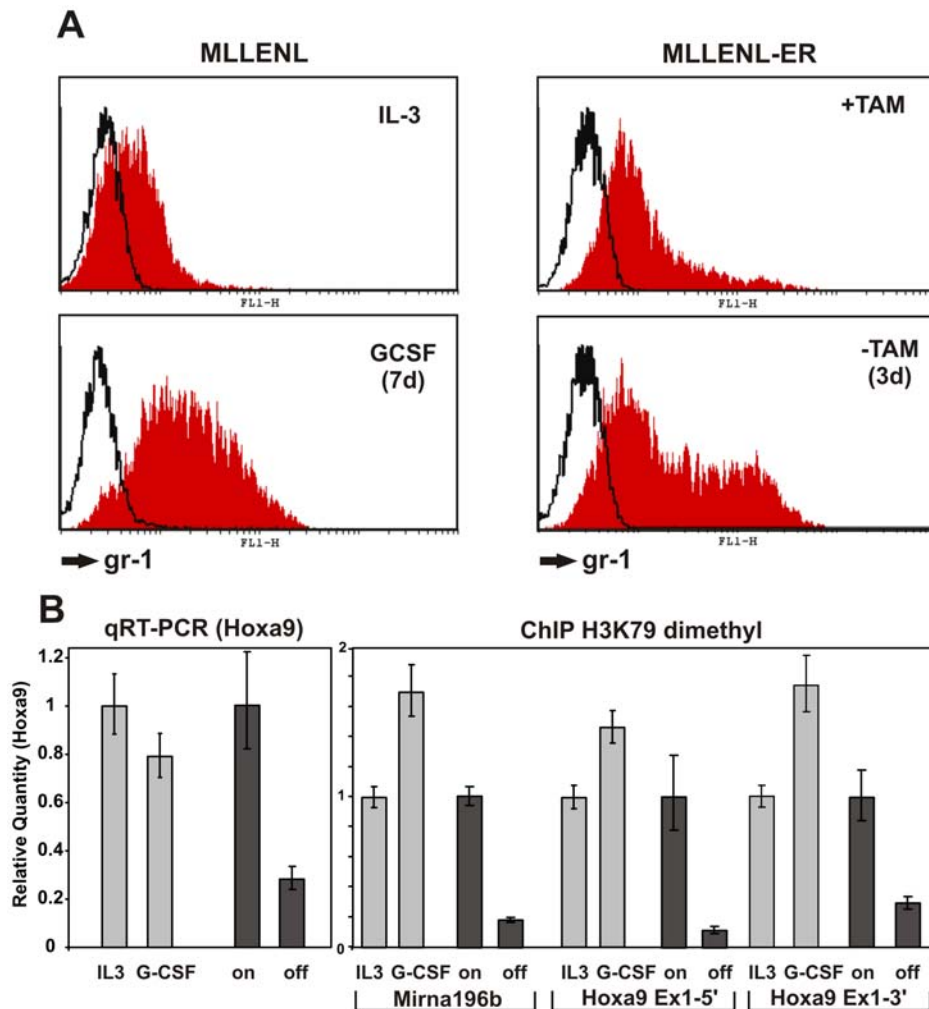 A
MLLENL
MLLENL-ER
IL-3
FL1-H
+TAM
FL1-H
GCSF
(7d)
FL1-H
gr-1
-TAM
(3d)
FL1-H
gr-1
B
qRT-PCR (Hoxa9)
Relative Quantity (Hoxa9)
1.2
1
0.8
0.6
0.4
0.2
0
IL3 G-CSF on off
ChIP H3K79 dimethyl
2
1
0
IL3 G-CSF on off IL3 G-CSF on off IL3 G-CSF on off
Mirna196b Hoxa9 Ex1-5' Hoxa9 Ex1-3'